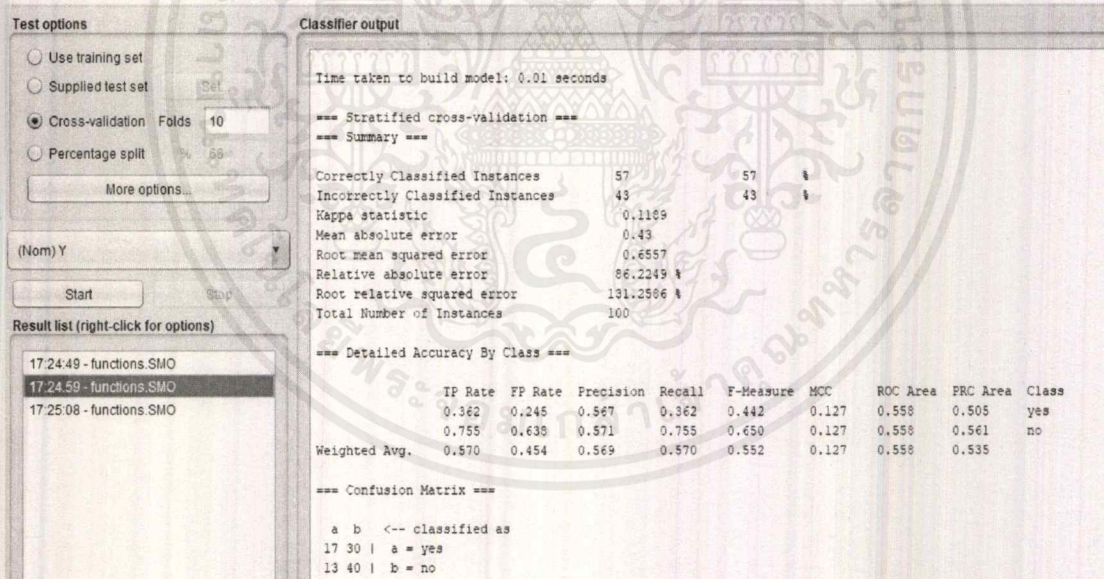 Test options
Use training set
Supplied test set Set...
Cross-validation Folds 10
Percentage split % 66
More options...
(Nom) Y
Start Stop
Result list (right-click for options)
17:24:49 - functions.SMO
17:24:59 - functions.SMO
17:25:08 - functions.SMO
Classifier output
Time taken to build model: 0.01 seconds
=== Stratified cross-validation ===
=== Summary ===
Correctly Classified Instances 57 57 %
Incorrectly Classified Instances 43 43 %
Kappa statistic 0.1189
Mean absolute error 0.43
Root mean squared error 0.6557
Relative absolute error 86.2249 %
Root relative squared error 131.2586 %
Total Number of Instances 100
=== Detailed Accuracy By Class ===
TP Rate FP Rate Precision Recall F-Measure MCC ROC Area PRC Area Class
0.362 0.245 0.567 0.362 0.442 0.127 0.558 0.505 yes
0.755 0.638 0.571 0.755 0.650 0.127 0.558 0.561 no
Weighted Avg. 0.570 0.454 0.569 0.570 0.552 0.127 0.558 0.535
=== Confusion Matrix ===
a b <-- classified as
17 30 | a = yes
13 40 | b = no